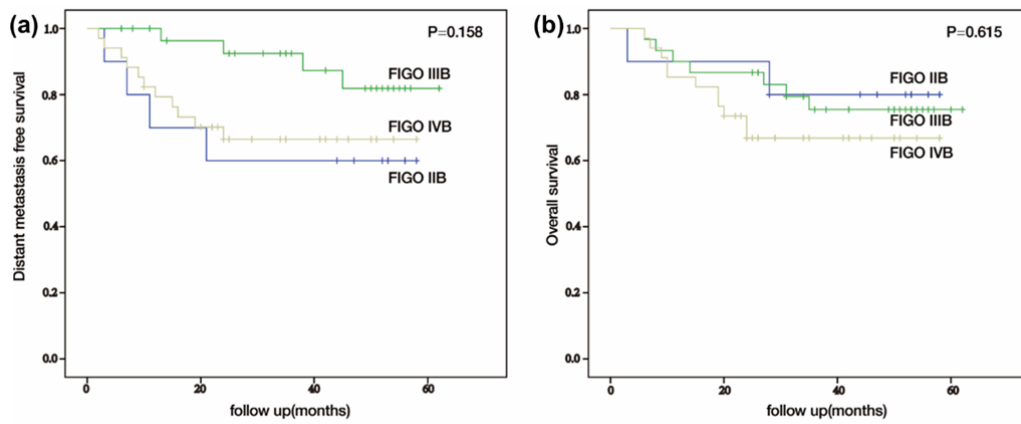 (a)
P=0.158
Distant metastasis free survival
1.0
0.8
0.6
0.4
0.2
0.0
FIGO IIIB
FIGO IVB
FIGO IIB
0 20 40 60
follow up(months)
(b)
P=0.615
Overall survival
1.0
0.8
0.6
0.4
0.2
0.0
FIGO IIB
FIGO IIIB
FIGO IVB
0 20 40 60
follow up(months)